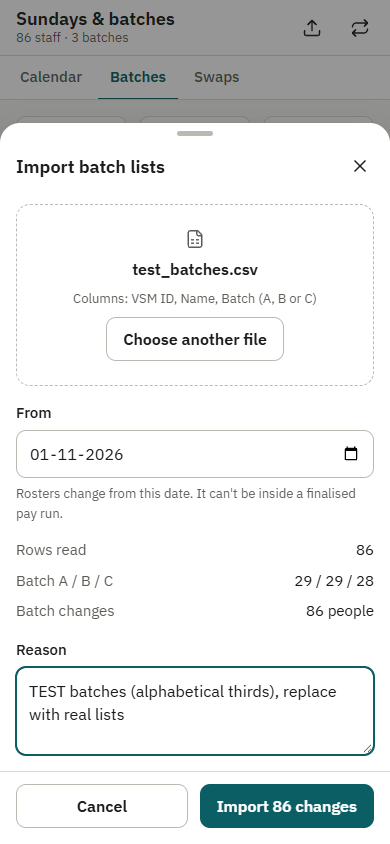 Sundays & batches
86 staff · 3 batches
Calendar
Batches
Swaps
Import batch lists
test_batches.csv
Columns: VSM ID, Name, Batch (A, B or C)
Choose another file
From
01-11-2026
Rosters change from this date. It can't be inside a finalised
pay run.
Rows read
86
Batch A / B / C
29 / 29 / 28
Batch changes
86 people
Reason
TEST batches (alphabetical thirds), replace
with real lists
Cancel
Import 86 changes